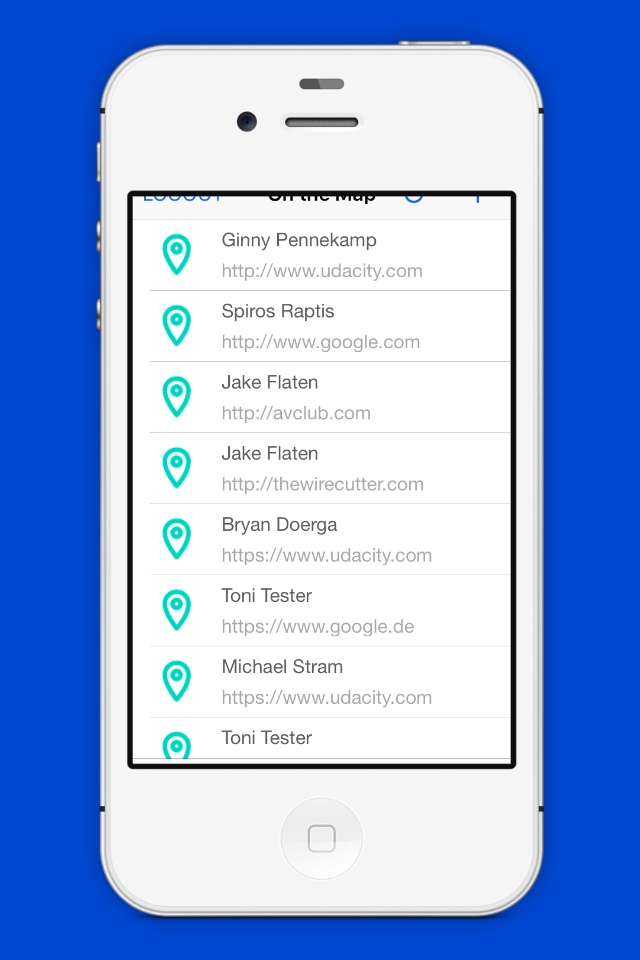 LOGOUT On the Map
Ginny Pennekamp
http://www.udacity.com
Spiros Raptis
http://www.google.com
Jake Flaten
http://avclub.com
Jake Flaten
http://thewirecutter.com
Bryan Doerga
https://www.udacity.com
Toni Tester
https://www.google.de
Michael Stram
https://www.udacity.com
Toni Tester